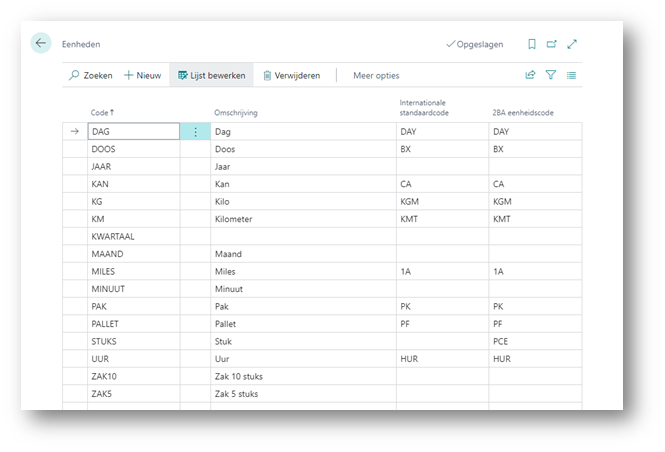 Eenheden
Opgeslagen
Zoeken Nieuw Lijst bewerken Verwijderen Meer opties
Code↑ Omschrijving Internationale standaardcode 2BA eenheidscode
DAG Dag DAY DAY
DOOS Doos BX BX
JAAR Jaar
KAN Kan CA CA
KG Kilo KGM KGM
KM Kilometer KMT KMT
KWARTAAL
MAAND Maand
MILES Miles 1A 1A
MINUUT Minuut
PAK Pak PK PK
PALLET Pallet PF PF
STUKS Stuk PCE
UUR Uur HUR HUR
ZAK10 Zak 10 stuks
ZAK5 Zak 5 stuks